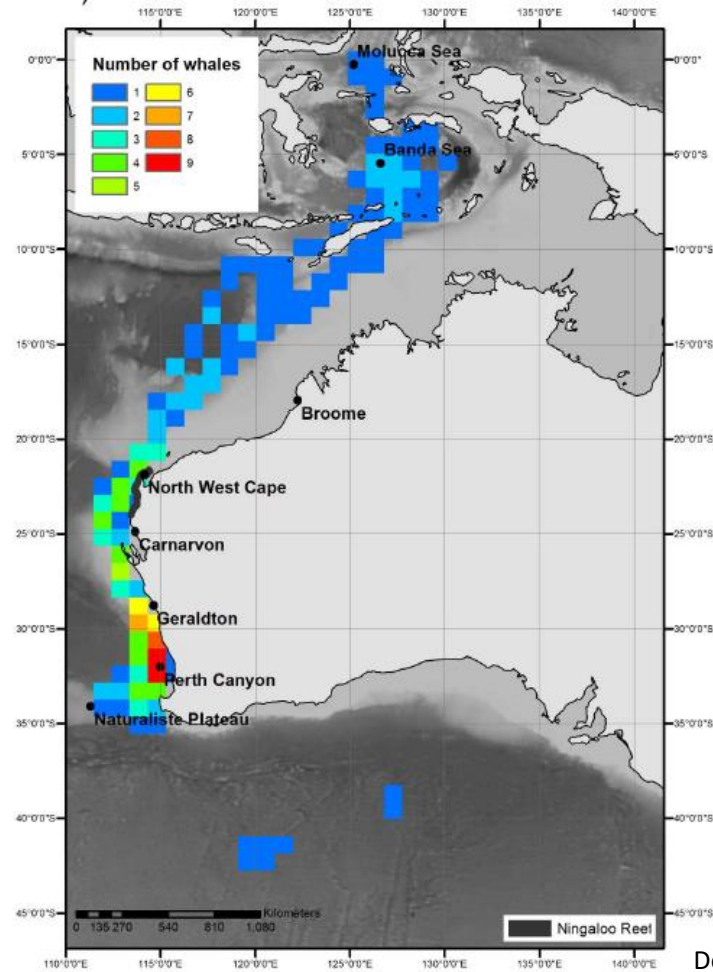 110°0'0"E 115°0'0"E 120°0'0"E 125°0'0"E 130°0'0"E 135°0'0"E 140°0'0"E
Number of whales
1 6
2 7
3 8
4 9
5
0°0'0" 0°0'0"
Molucca Sea
5°0'0"S 5°0'0"S
Banda Sea
10°0'0"S 10°0'0"S
15°0'0"S 15°0'0"S
Broome
20°0'0"S 20°0'0"S
North West Cape
25°0'0"S 25°0'0"S
Carnarvon
Geraldton
30°0'0"S 30°0'0"S
Perth Canyon
Naturaliste Plateau
35°0'0"S 35°0'0"S
40°0'0"S 40°0'0"S
45°0'0"S 45°0'0"S
Kilometers
0 135 270 540 810 1,080
Ningaloo Reef
110°0'0"E 115°0'0"E 120°0'0"E 125°0'0"E 130°0'0"E 135°0'0"E 140°0'0"E